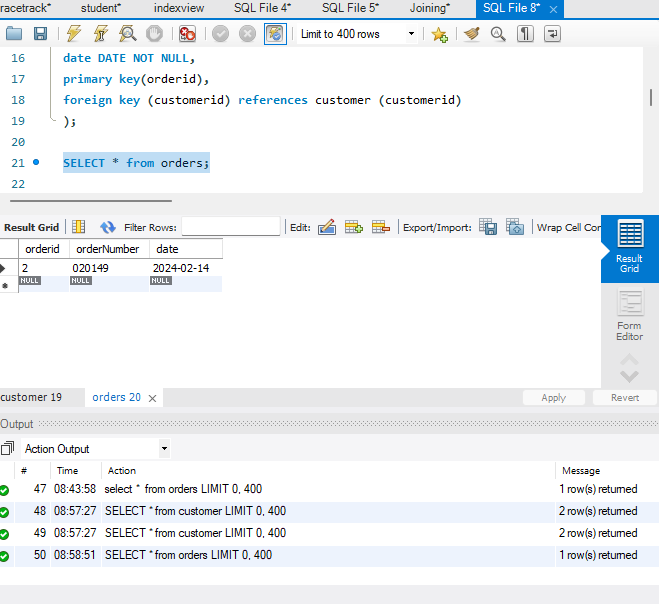 racetrack* student* indexview SQL File 4* SQL File 5* Joining* SQL File 8* ×
Limit to 400 rows
16 date DATE NOT NULL,
17 primary key(orderid),
18 foreign key (customerid) references customer (customerid)
19 );
20
21 SELECT * from orders;
22
Result Grid Filter Rows: Edit: Export/Import: Wrap Cell Con
orderid orderNumber date
2 020149 2024-02-14
NULL NULL NULL
Result
Grid
Form
Editor
customer 19 orders 20 × Apply Revert
Output
Action Output
# Time Action Message
47 08:43:58 select * from orders LIMIT 0, 400 1 row(s) returned
48 08:57:27 SELECT * from customer LIMIT 0, 400 2 row(s) returned
49 08:57:27 SELECT * from customer LIMIT 0, 400 2 row(s) returned
50 08:58:51 SELECT * from orders LIMIT 0, 400 1 row(s) returned